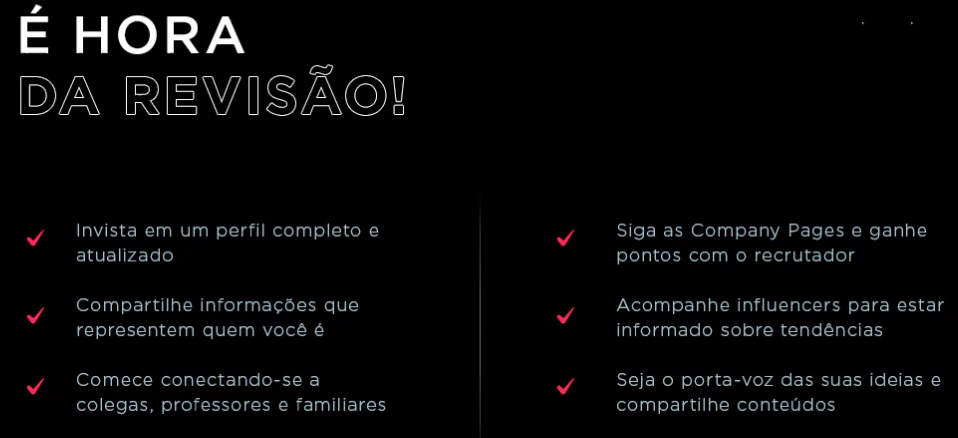 É HORA
DA REVISÃO!
Invista em um perfil completo e
atualizado
Compartilhe informações que
representem quem você é
Comece conectando-se a
colegas, professores e familiares
Siga as Company Pages e ganhe
pontos com o recrutador
Acompanhe influencers para estar
informado sobre tendências
Seja o porta-voz das suas ideias e
compartilhe conteúdos